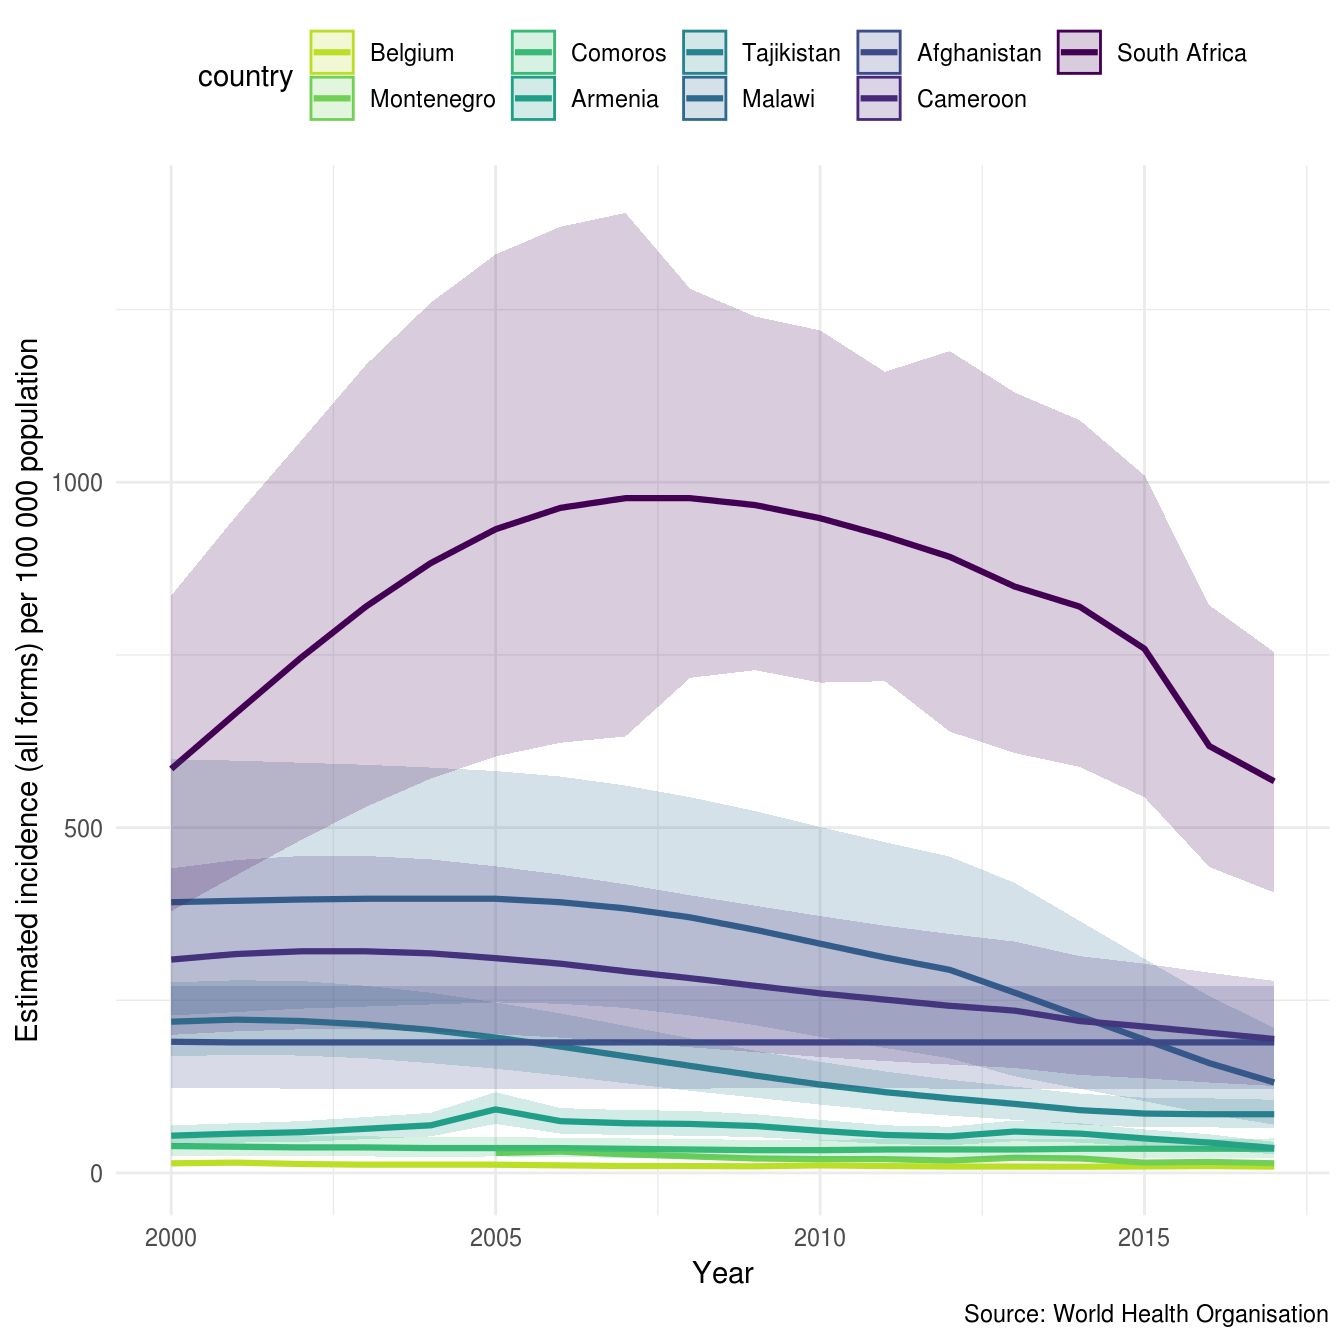 country
Belgium Comoros Tajikistan Afghanistan South Africa
Montenegro Armenia Malawi Cameroon
Estimated incidence (all forms) per 100 000 population
1000
500
0
2000 2005 2010 2015
Year
Source: World Health Organisation